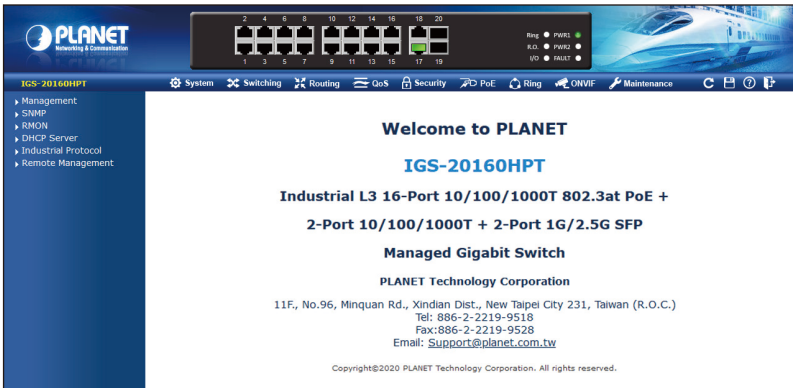 PLANET
Networking & Communication
2 4 6 8 10 12 14 16 18 20
1 3 5 7 9 11 13 15 17 19
Ring PWR1
R.O. PWR2
I/O FAULT
IGS-20160HPT
System Switching Routing QoS Security PoE Ring ONVIF Maintenance
Management
SNMP
RMON
DHCP Server
Industrial Protocol
Remote Management
Welcome to PLANET
IGS-20160HPT
Industrial L3 16-Port 10/100/1000T 802.3at PoE +
2-Port 10/100/1000T + 2-Port 1G/2.5G SFP
Managed Gigabit Switch
PLANET Technology Corporation
11F., No.96, Minquan Rd., Xindian Dist., New Taipei City 231, Taiwan (R.O.C.)
Tel: 886-2-2219-9518
Fax:886-2-2219-9528
Email: Support@planet.com.tw
Copyright©2020 PLANET Technology Corporation. All rights reserved.